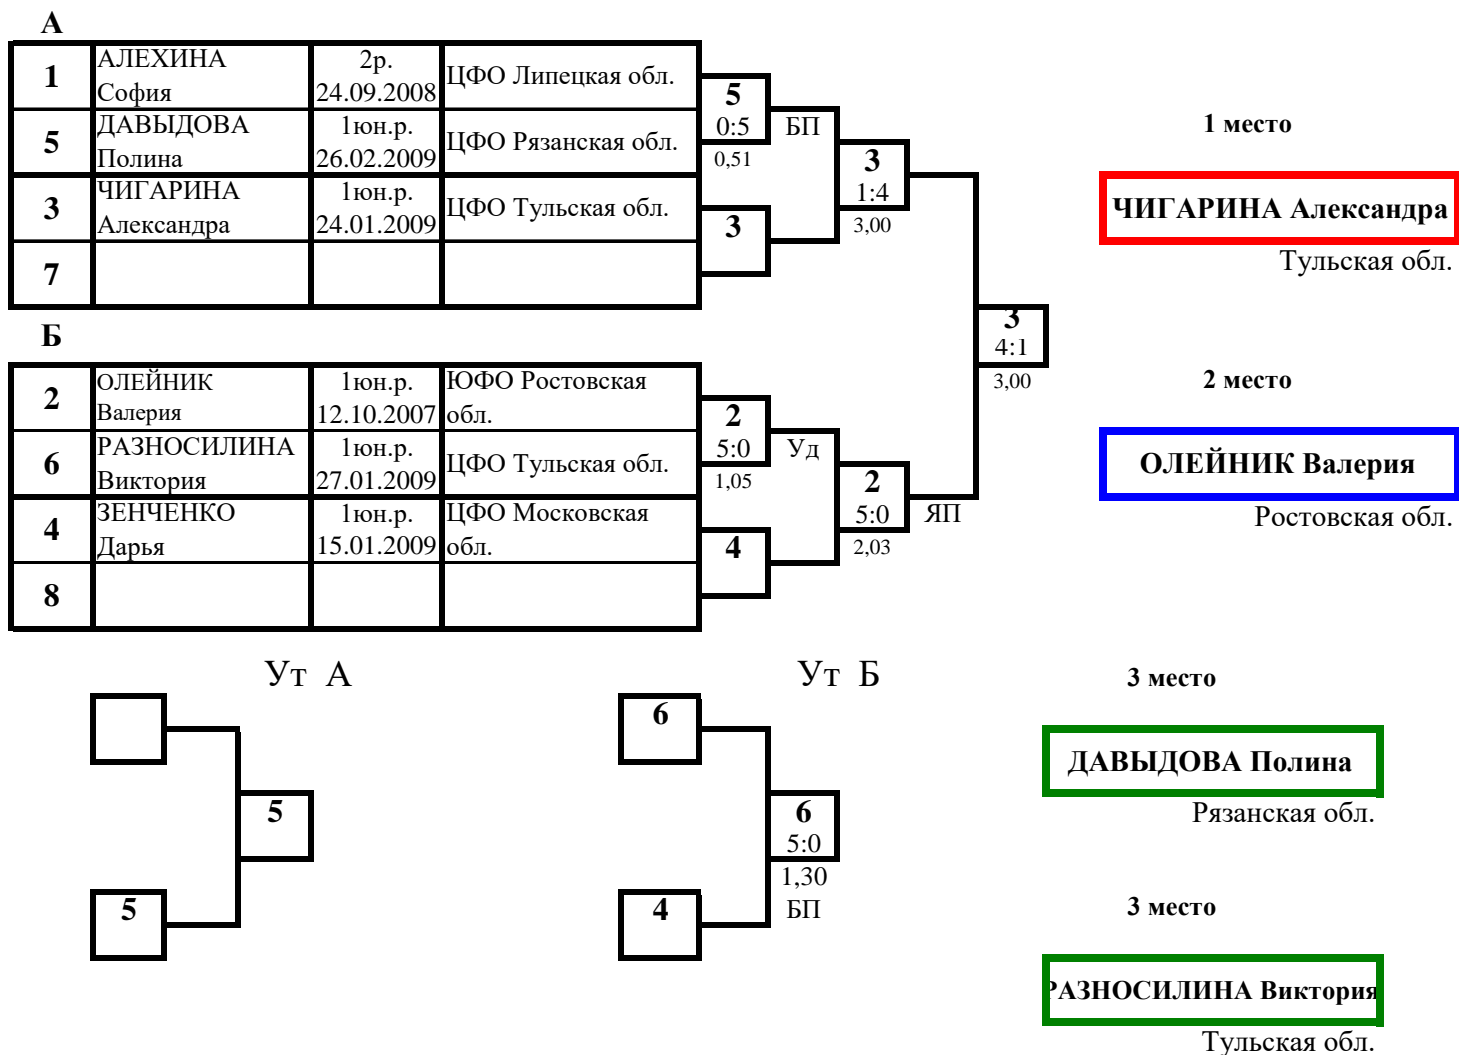 А
1 АЛЕХИНА София 2р. 24.09.2008 ЦФО Липецкая обл.
5 ДАВЫДОВА Полина 1юн.р. 26.02.2009 ЦФО Рязанская обл.
3 ЧИГАРИНА Александра 1юн.р. 24.01.2009 ЦФО Тульская обл.
7
5
0:5
0,51
БП
3
3
1:4
3,00
Б
2 ОЛЕЙНИК Валерия 1юн.р. 12.10.2007 ЮФО Ростовская обл.
6 РАЗНОСИЛИНА Виктория 1юн.р. 27.01.2009 ЦФО Тульская обл.
4 ЗЕНЧЕНКО Дарья 1юн.р. 15.01.2009 ЦФО Московская обл.
8
2
5:0
1,05
Уд
4
2
5:0
2,03
ЯП
3
4:1
3,00
1 место
ЧИГАРИНА Александра
Тульская обл.
2 место
ОЛЕЙНИК Валерия
Ростовская обл.
Ут А
5
5
Ут Б
6
6
5:0
1,30
БП
4
3 место
ДАВЫДОВА Полина
Рязанская обл.
3 место
РАЗНОСИЛИНА Виктория
Тульская обл.